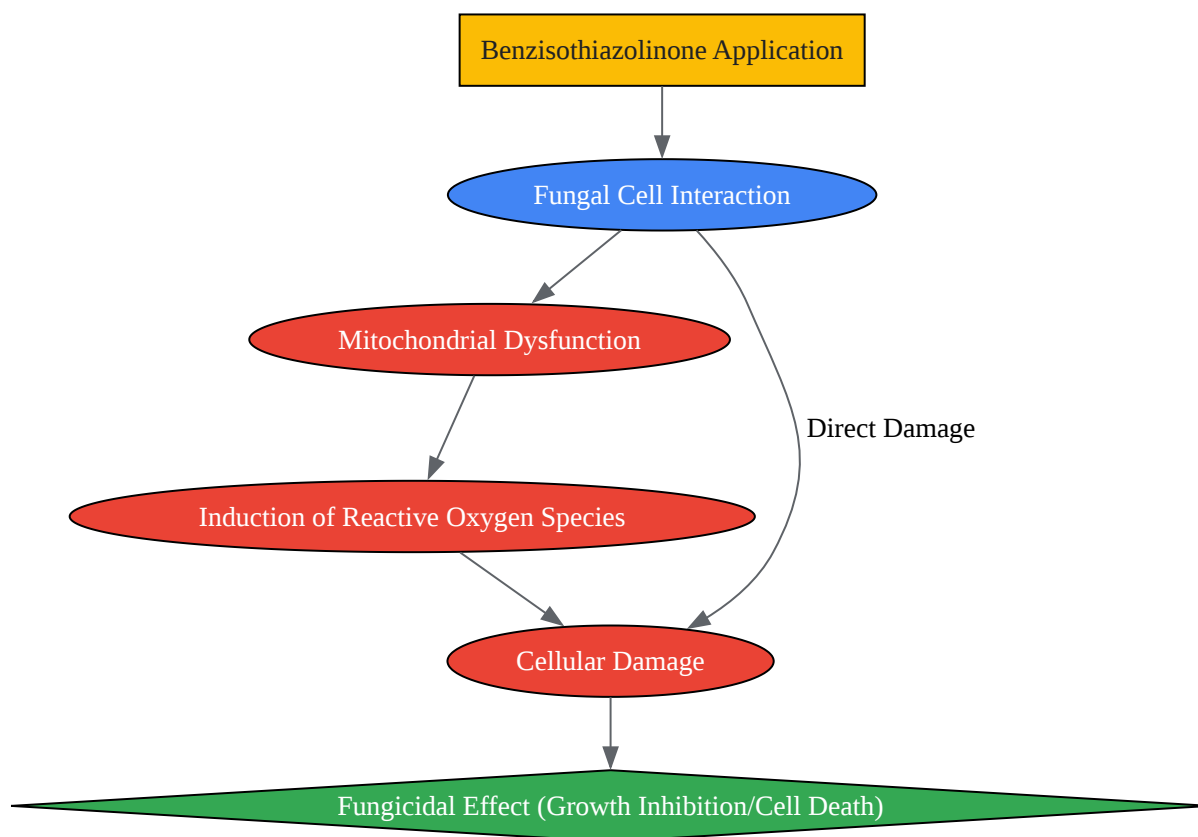 Benzisothiazolinone Application
Fungal Cell Interaction
Mitochondrial Dysfunction
Direct Damage
Induction of Reactive Oxygen Species
Cellular Damage
Fungicidal Effect (Growth Inhibition/Cell Death)